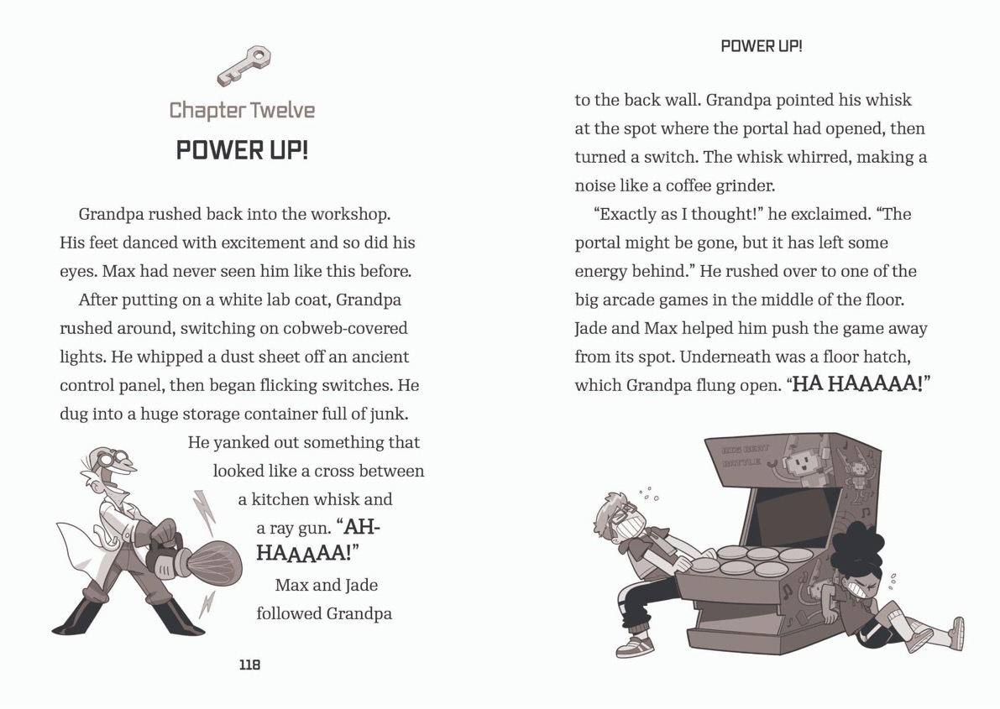 Chapter Twelve
POWER UP!
Grandpa rushed back into the workshop.
His feet danced with excitement and so did his
eyes. Max had never seen him like this before.
After putting on a white lab coat, Grandpa
rushed around, switching on cobweb-covered
lights. He whipped a dust sheet off an ancient
control panel, then began flicking switches. He
dug into a huge storage container full of junk.
He yanked out something that
looked like a cross between
a kitchen whisk and
a ray gun. “AH-
HAAAAA!”
Max and Jade
followed Grandpa
118
POWER UP!
to the back wall. Grandpa pointed his whisk
at the spot where the portal had opened, then
turned a switch. The whisk whirred, making a
noise like a coffee grinder.
“Exactly as I thought!” he exclaimed. “The
portal might be gone, but it has left some
energy behind.” He rushed over to one of the
big arcade games in the middle of the floor.
Jade and Max helped him push the game away
from its spot. Underneath was a floor hatch,
which Grandpa flung open. “HA HAAAAA!”
BIG BEAT
BATTLE